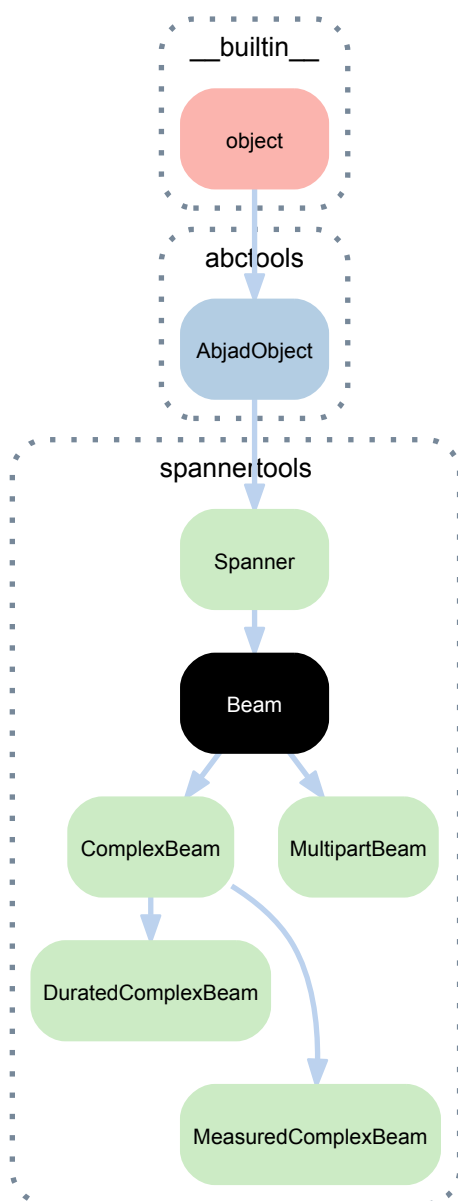 __builtin__
object
abctools
AbjadObject
spannertools
Spanner
Beam
ComplexBeam
MultipartBeam
DuratedComplexBeam
MeasuredComplexBeam